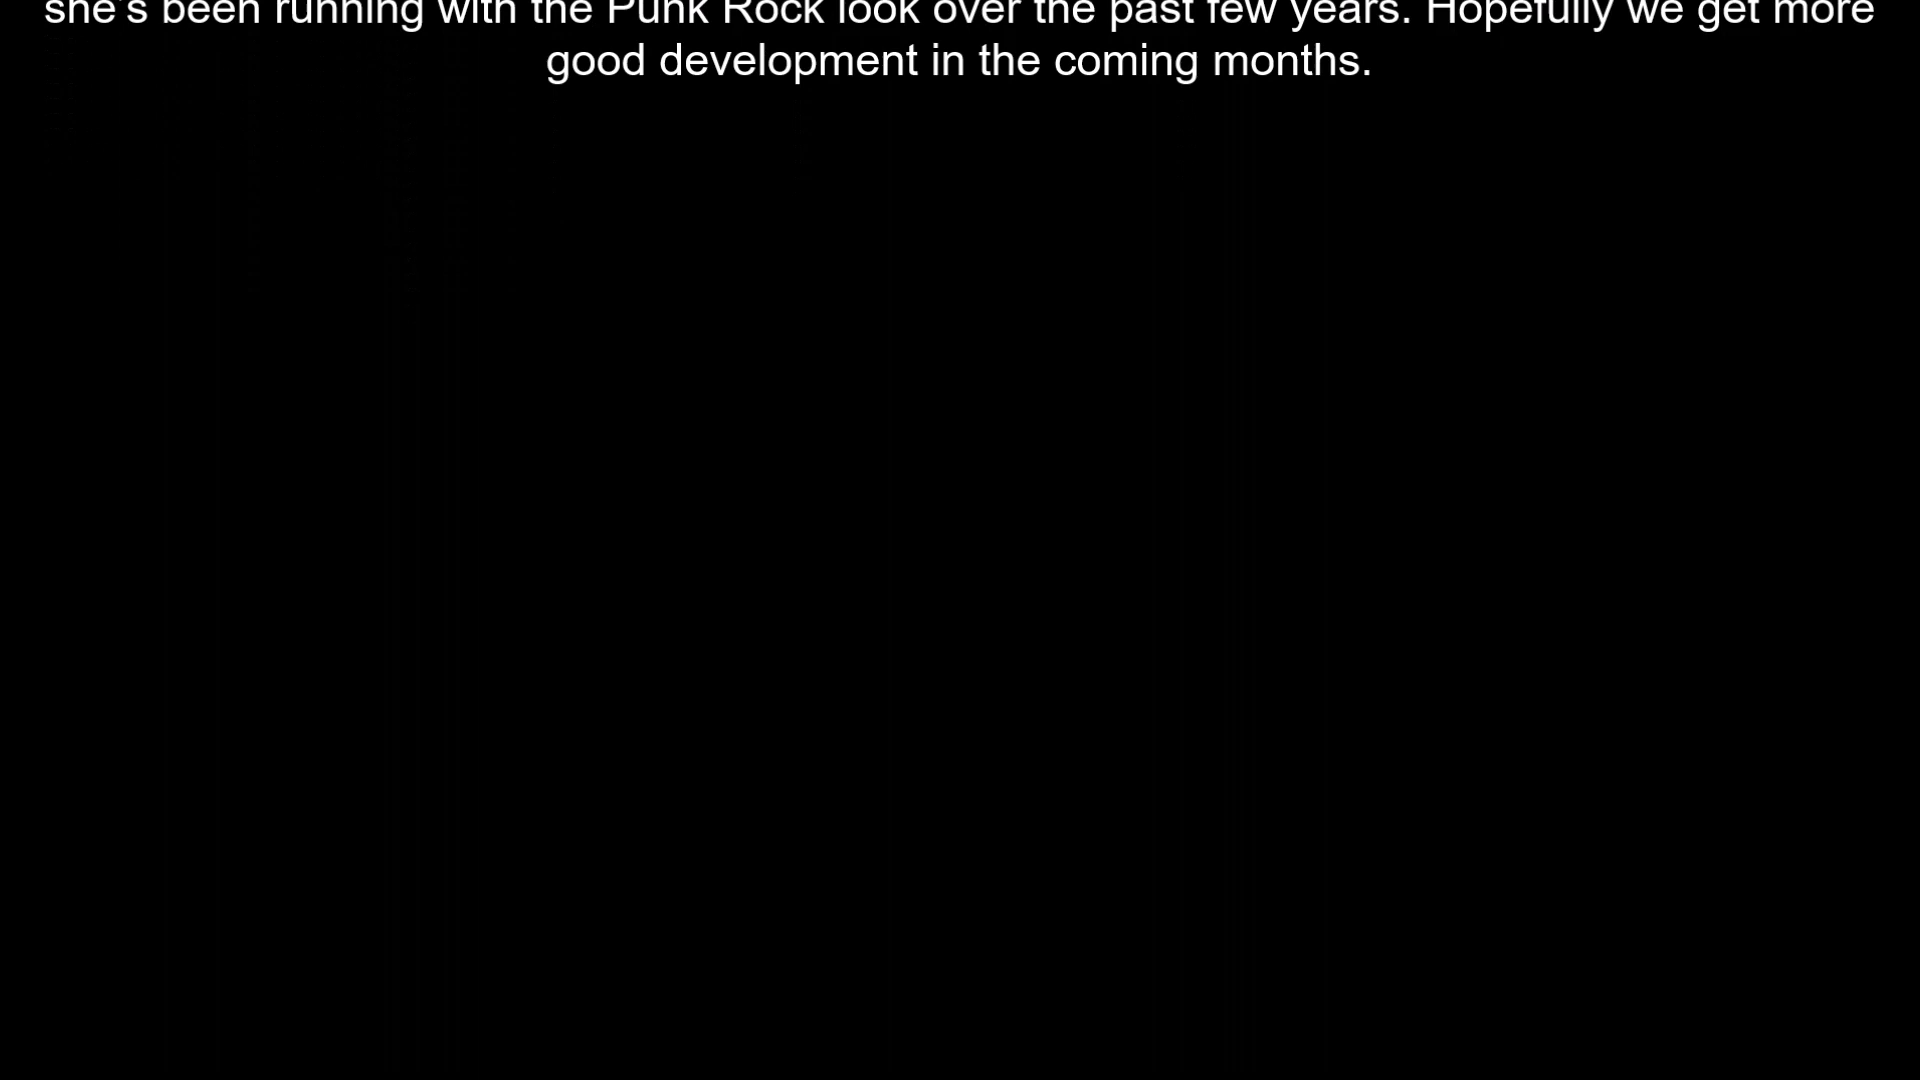 she's been running with the Punk Rock look over the past few years. Hopefully we get more
good development in the coming months.